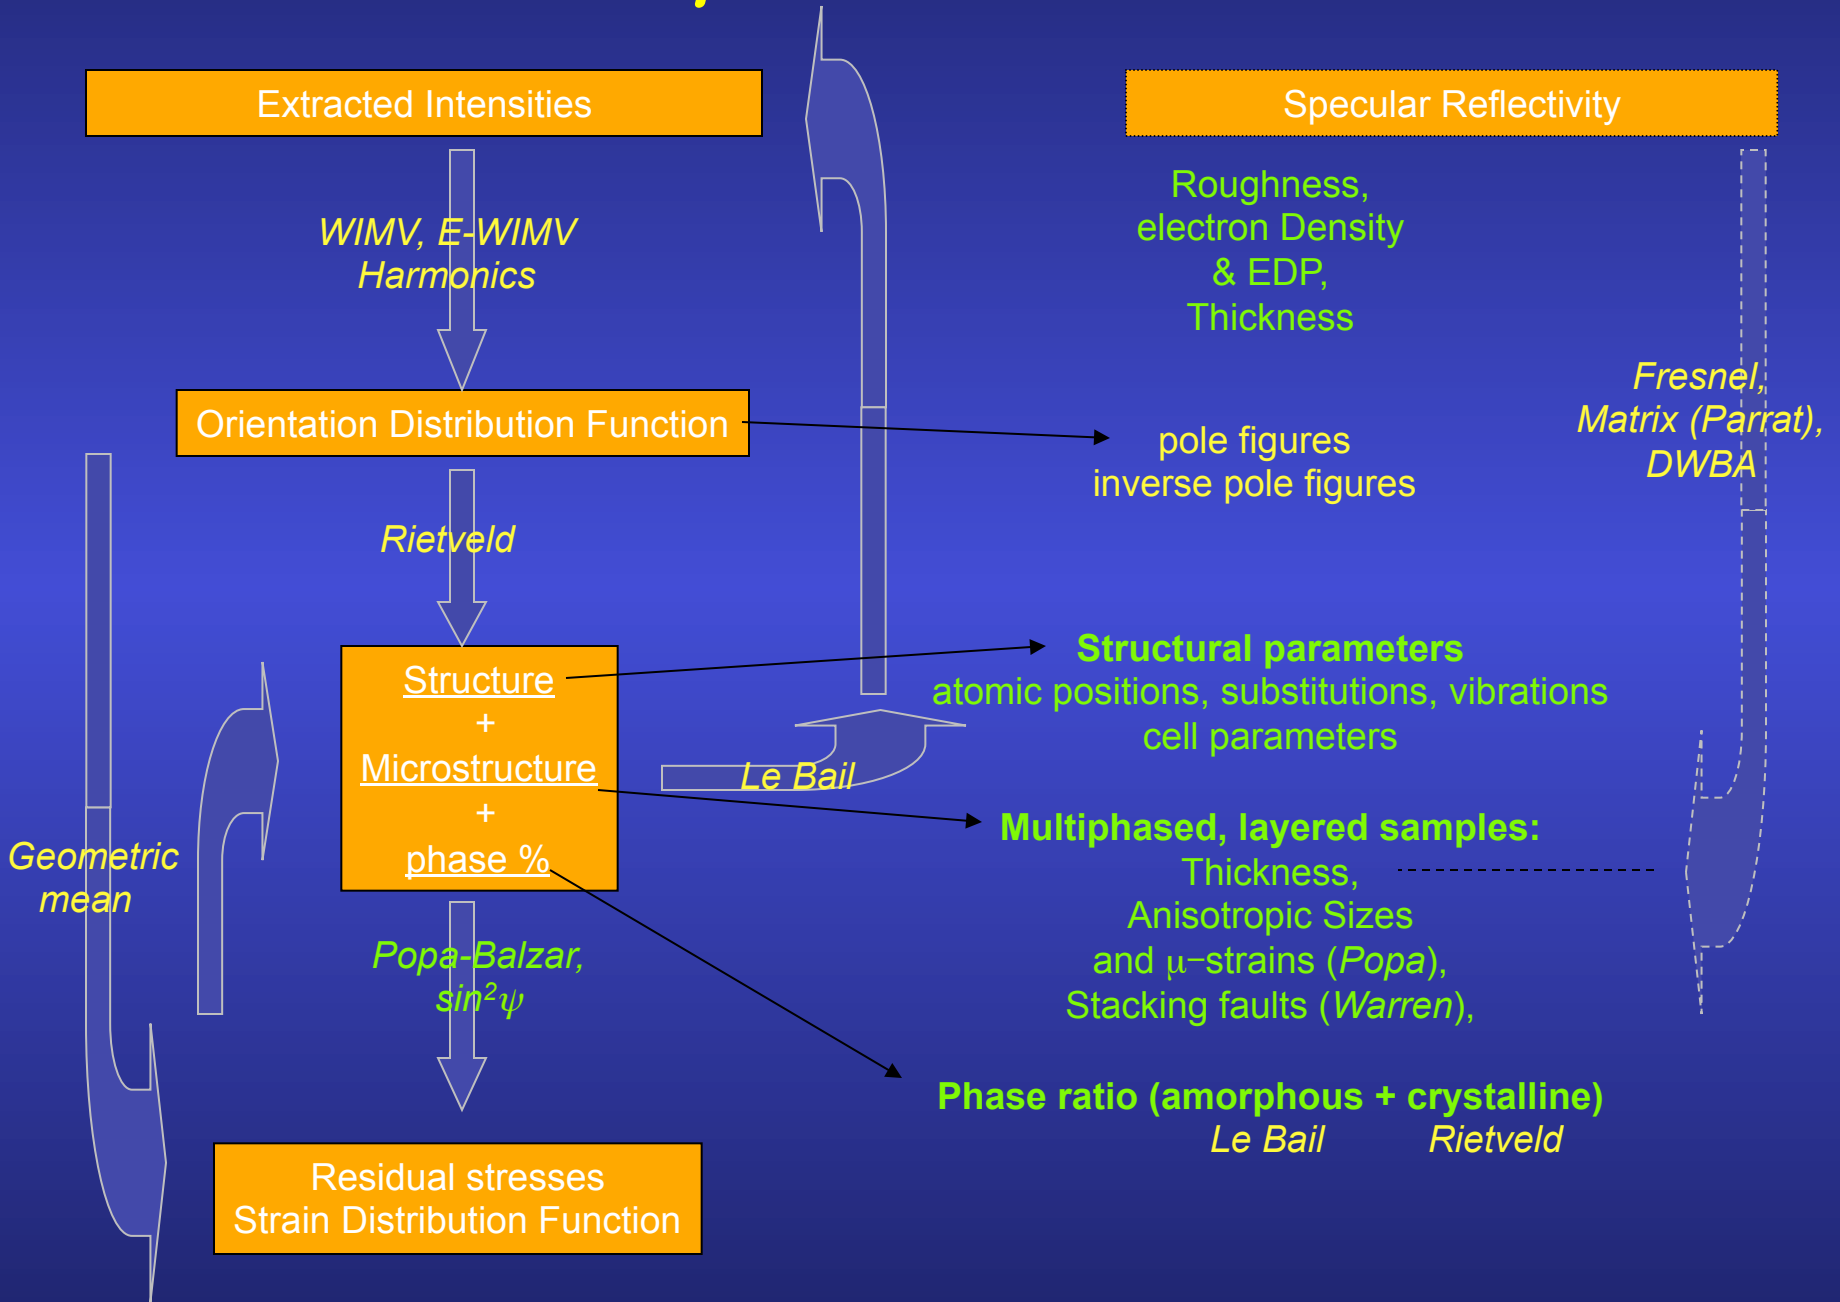 Extracted Intensities
Specular Reflectivity
WIMV, E-WIMV
Harmonics
Roughness,
electron Density
& EDP,
Thickness
Fresnel,
Matrix (Parrat),
DWBA
Orientation Distribution Function
pole figures
inverse pole figures
Rietveld
Structure
+
Microstructure
+
phase %
Le Bail
Structural parameters
atomic positions, substitutions, vibrations
cell parameters
Multiphased, layered samples:
Thickness,
Anisotropic Sizes
and μ−strains (Popa),
Stacking faults (Warren),
Geometric
mean
Popa-Balzar,
sin²ψ
Phase ratio (amorphous + crystalline)
Le Bail Rietveld
Residual stresses
Strain Distribution Function